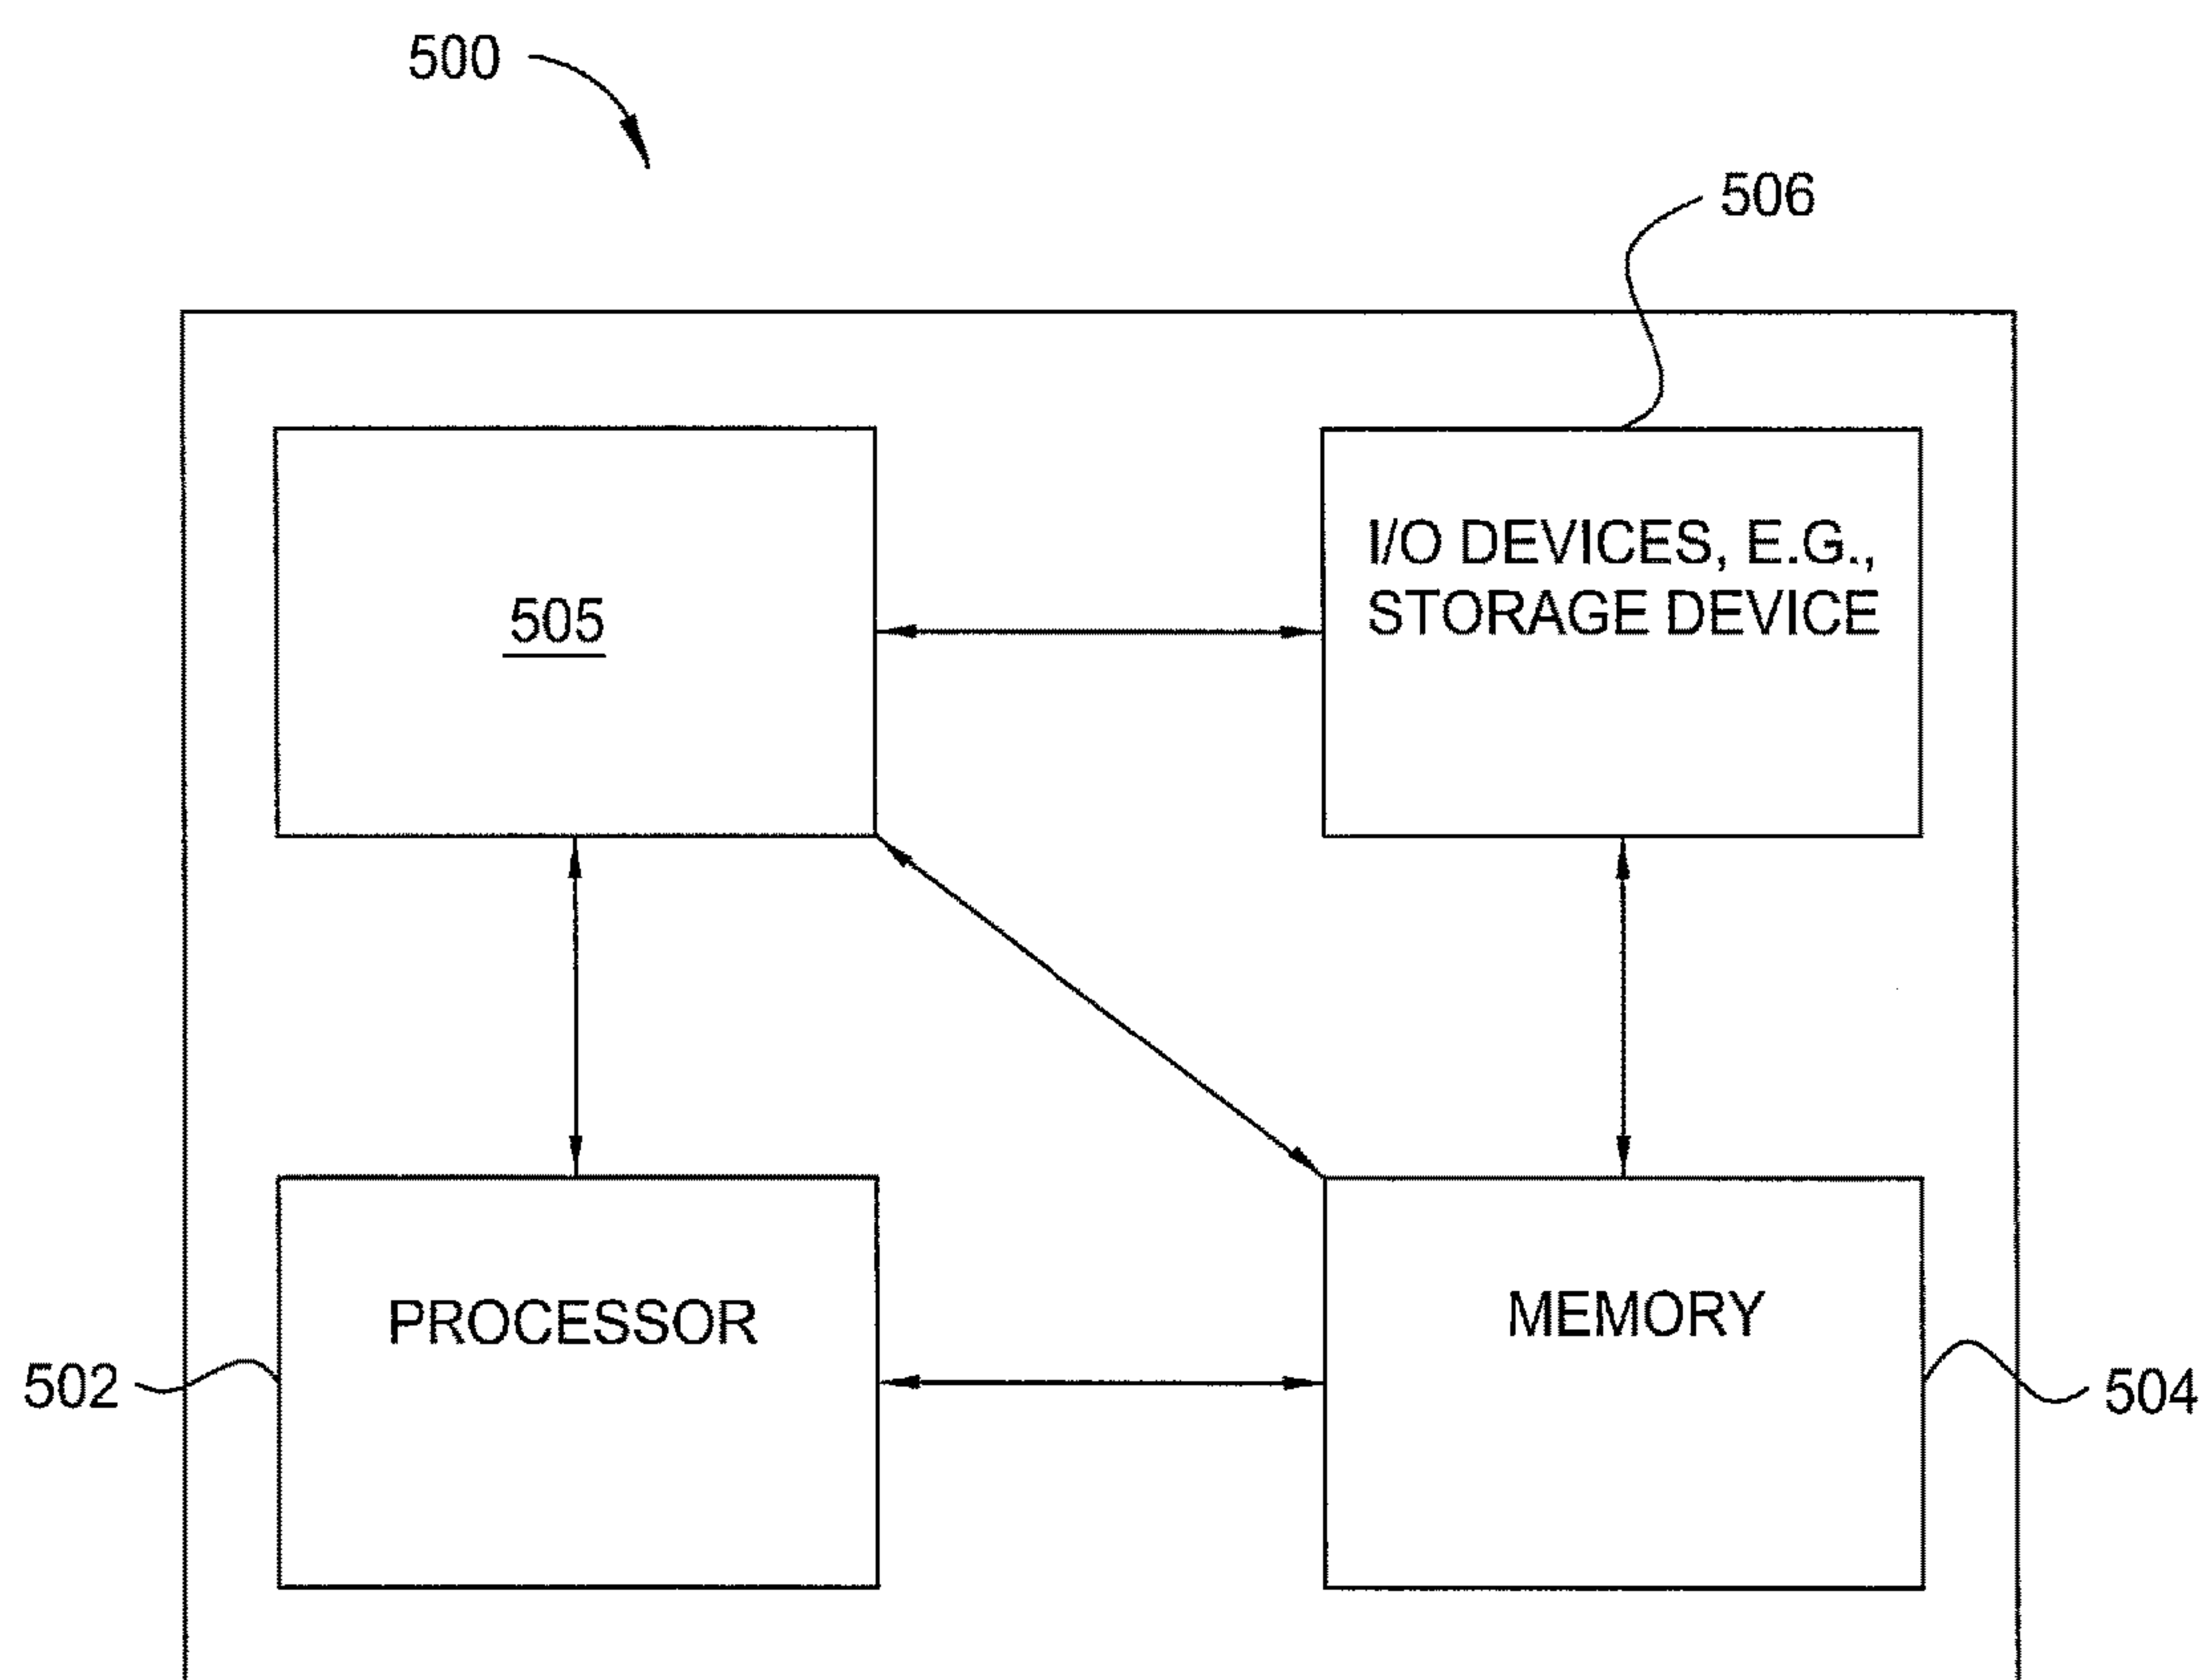 500
506
505
I/O DEVICES, E.G.,
STORAGE DEVICE
PROCESSOR
MEMORY
502
504